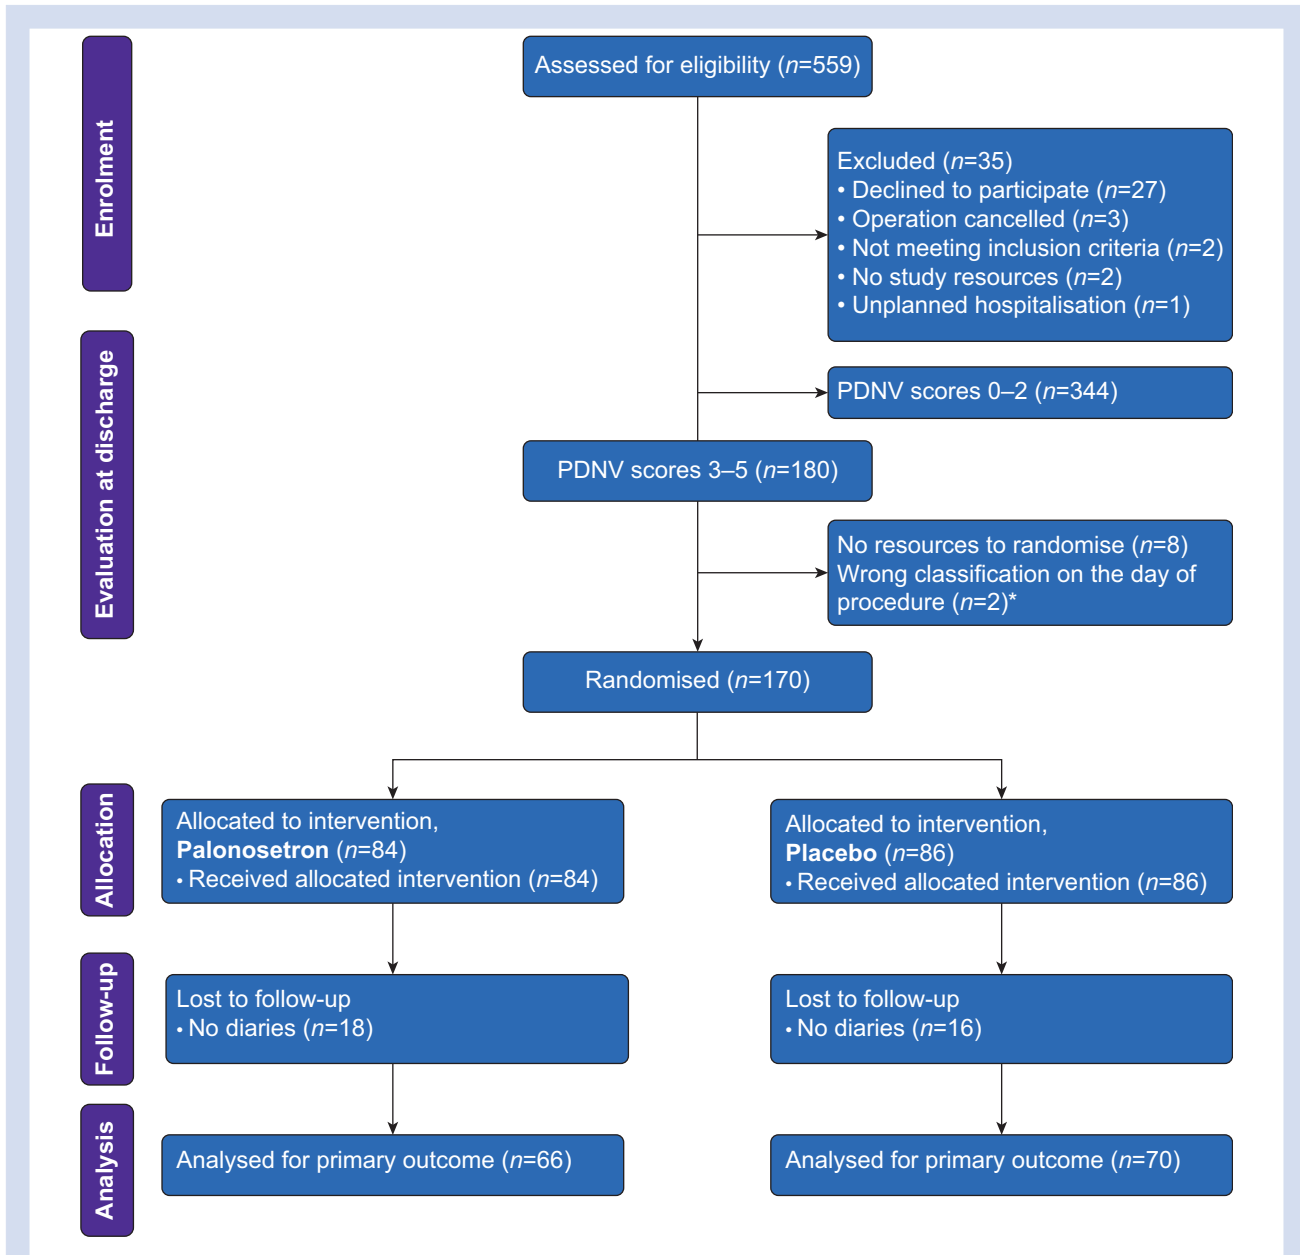 Enrolment
Assessed for eligibility (n=559)
Excluded (n=35)
• Declined to participate (n=27)
• Operation cancelled (n=3)
• Not meeting inclusion criteria (n=2)
• No study resources (n=2)
• Unplanned hospitalisation (n=1)
Evaluation at discharge
PDNV scores 0–2 (n=344)
PDNV scores 3–5 (n=180)
No resources to randomise (n=8)
Wrong classification on the day of
procedure (n=2)*
Randomised (n=170)
Allocation
Allocated to intervention,
Palonosetron (n=84)
• Received allocated intervention (n=84)
Allocated to intervention,
Placebo (n=86)
• Received allocated intervention (n=86)
Follow-up
Lost to follow-up
• No diaries (n=18)
Lost to follow-up
• No diaries (n=16)
Analysis
Analysed for primary outcome (n=66)
Analysed for primary outcome (n=70)